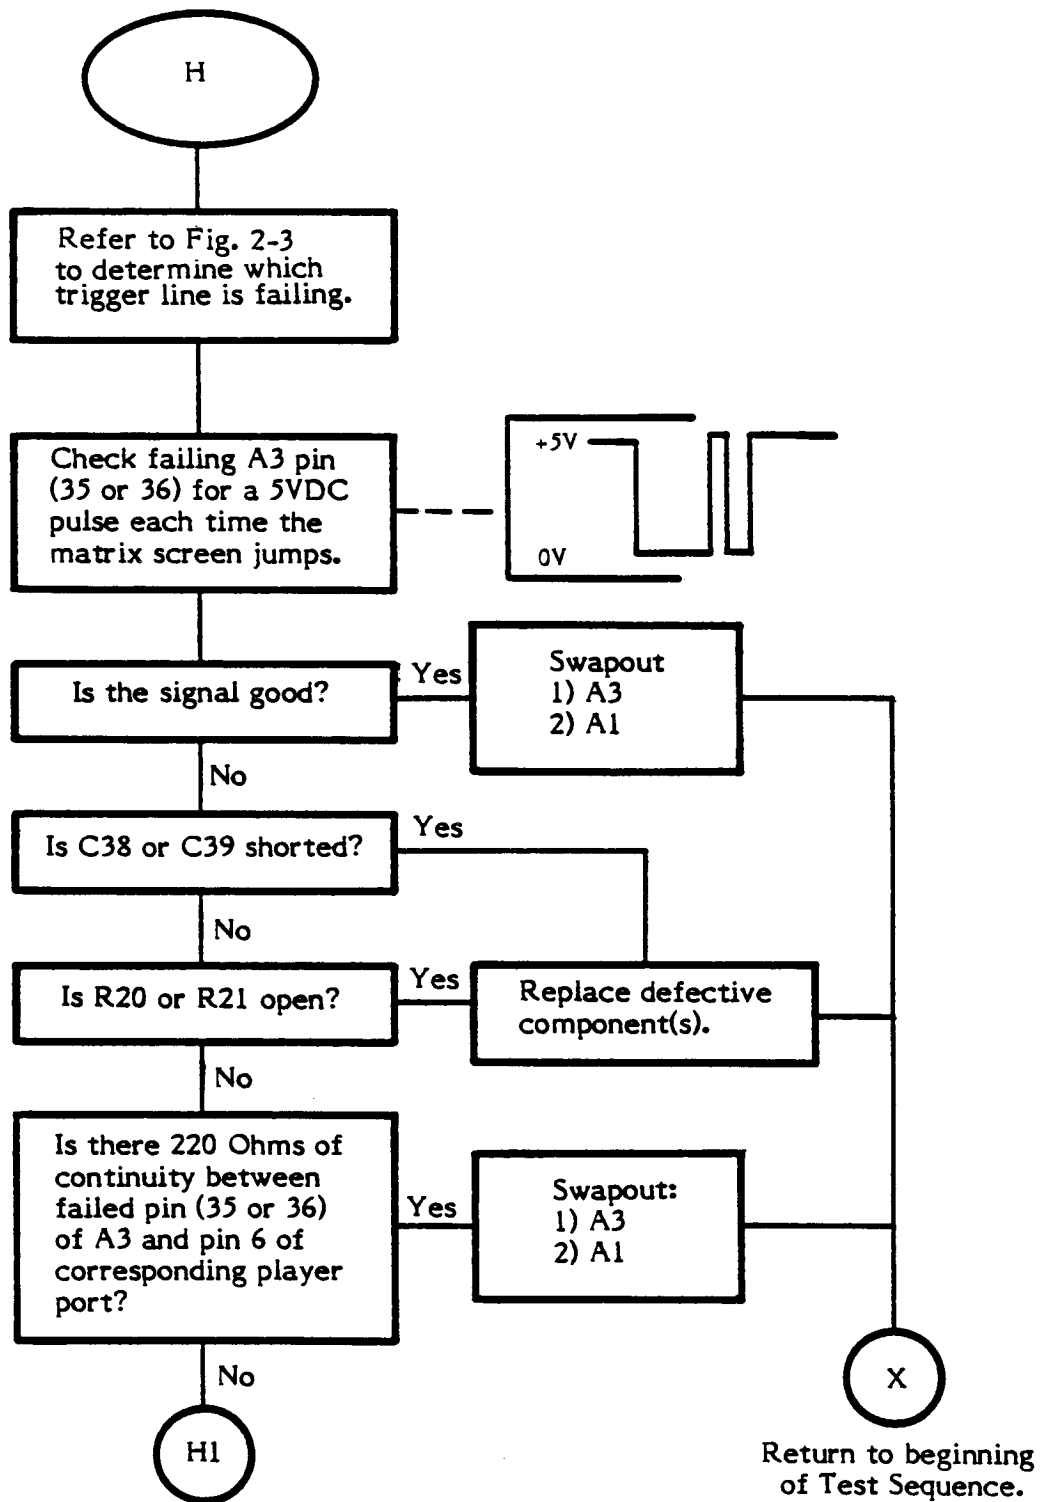 H
Refer to Fig. 2-3
to determine which
trigger line is failing.
Check failing A3 pin
(35 or 36) for a 5VDC
pulse each time the
matrix screen jumps.
+5V
0V
Is the signal good?
Yes
Swapout
1) A3
2) A1
No
Is C38 or C39 shorted?
Yes
No
Is R20 or R21 open?
Yes
Replace defective
component(s).
No
Is there 220 Ohms of
continuity between
failed pin (35 or 36)
of A3 and pin 6 of
corresponding player
port?
Yes
Swapout:
1) A3
2) A1
No
H1
X
Return to beginning
of Test Sequence.